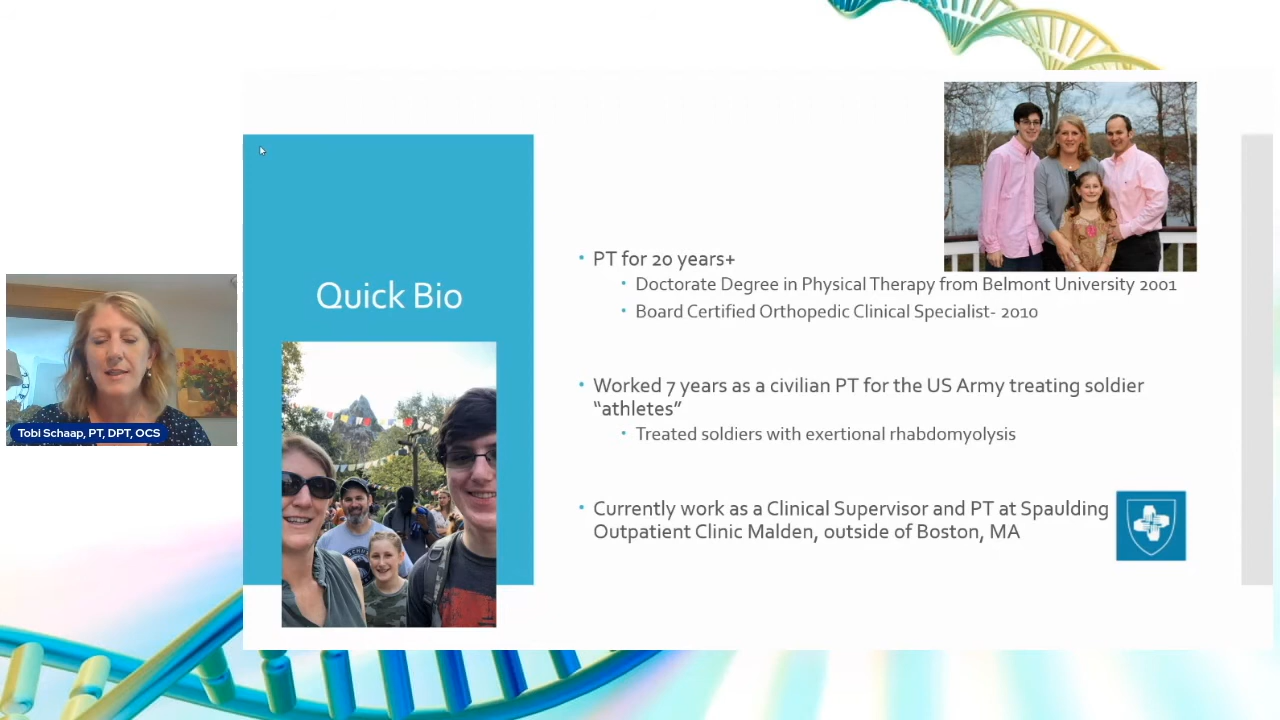 Quick Bio
• PT for 20 years+
• Doctorate Degree in Physical Therapy from Belmont University 2001
• Board Certified Orthopedic Clinical Specialist- 2010
• Worked 7 years as a civilian PT for the US Army treating soldier
“athletes”
• Treated soldiers with exertional rhabdomyolysis
• Currently work as a Clinical Supervisor and PT at Spaulding
Outpatient Clinic Malden, outside of Boston, MA
Tobi Schaap, PT, DPT, OCS